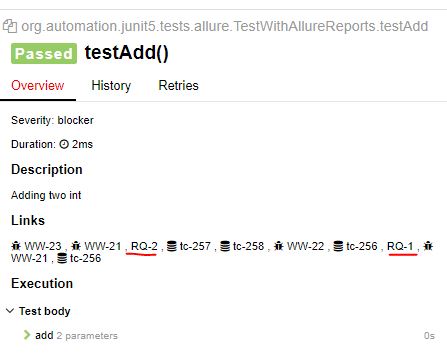 org.automation.junit5.tests.allure.TestWithAllureReports.testAdd
Passed testAdd()
Overview History Retries
Severity: blocker
Duration: 2ms
Description
Adding two int
Links
WW-23 , WW-21 , RQ-2 , tc-257 , tc-258 , WW-22 , tc-256 , RQ-1 ,
WW-21 , tc-256
Execution
Test body
add 2 parameters 0s